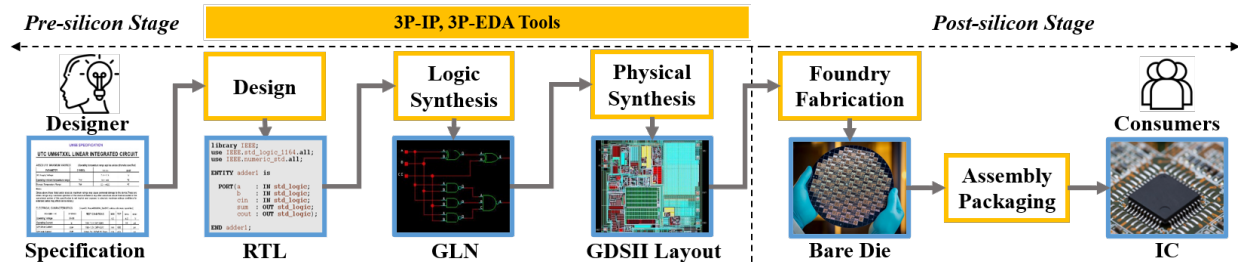 Pre-silicon Stage
3P-IP, 3P-EDA Tools
Post-silicon Stage
Designer
Design
Logic
Synthesis
Physical
Synthesis
Foundry
Fabrication
Consumers
UTC UM66TXXL LINEAR INTEGRATED CIRCUIT
library IEEE;
use IEEE.std_logic_1164.all;
use IEEE.numeric_std.all;
ENTITY adder1 is
PORT(a : IN std_logic;
b : IN std_logic;
cin : IN std_logic;
sum : OUT std_logic;
cout : OUT std_logic);
END adder1;
Assembly
Packaging
Specification
RTL
GLN
GDSII Layout
Bare Die
IC